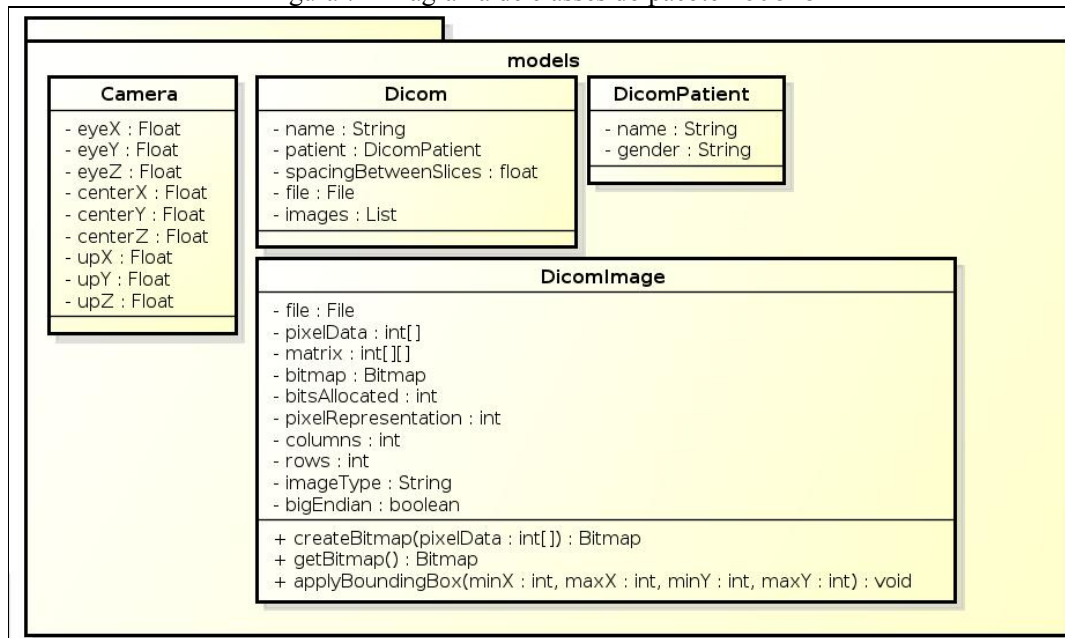 models
Camera
- eyeX : Float
- eyeY : Float
- eyeZ : Float
- centerX : Float
- centerY : Float
- centerZ : Float
- upX : Float
- upY : Float
- upZ : Float
Dicom
- name : String
- patient : DicomPatient
- spacingBetweenSlices : float
- file : File
- images : List
DicomPatient
- name : String
- gender : String
DicomImage
- file : File
- pixelData : int[]
- matrix : int[][]
- bitmap : Bitmap
- bitsAllocated : int
- pixelRepresentation : int
- columns : int
- rows : int
- imageType : String
- bigEndian : boolean
+ createBitmap(pixelData : int[]) : Bitmap
+ getBitmap() : Bitmap
+ applyBoundingBox(minX : int, maxX : int, minY : int, maxY : int) : void